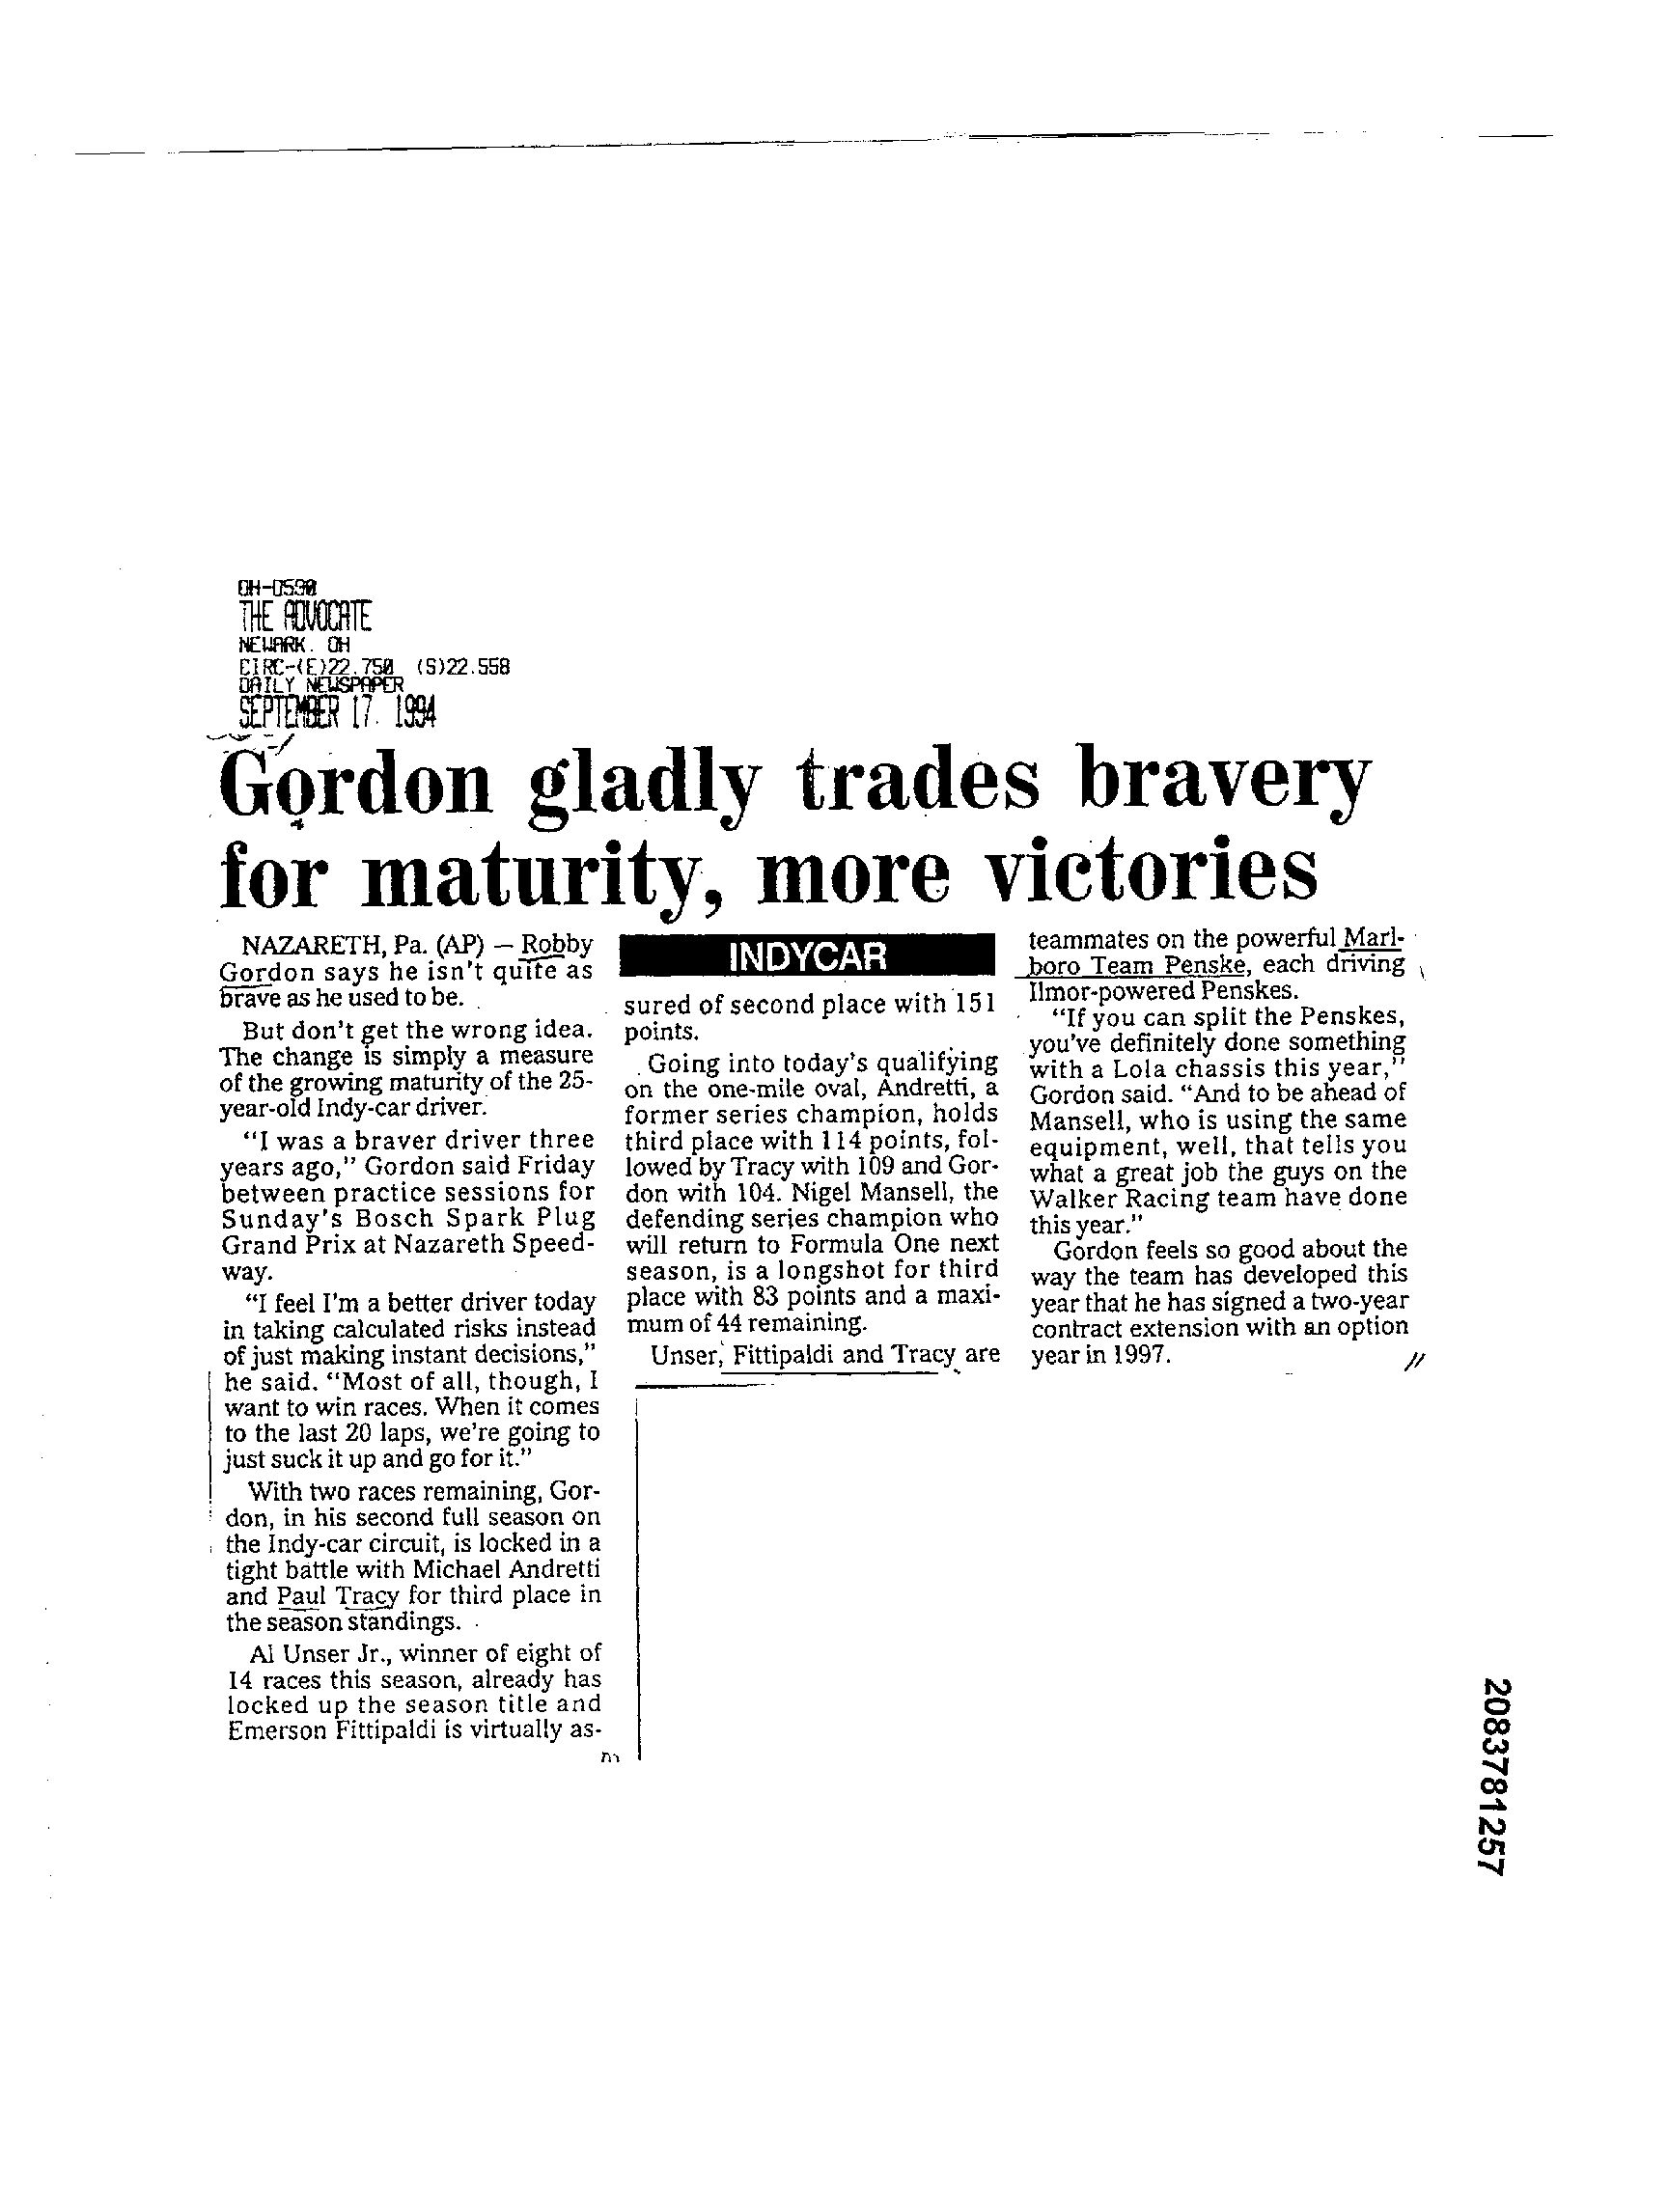 OH-0590
THE ADVOCATE
NEWARK. OH
CIRC-(E)22.750 (S)22.558
DAILY NEWSPAPER
SEPTEMBER 17. 1994
Gordon gladly trades bravery
for maturity, more victories
NAZARETH, Pa. (AP) — Robby
Gordon says he isn't quite as
brave as he used to be.
But don't get the wrong idea.
The change is simply a measure
of the growing maturity of the 25-
year-old Indy-car driver.
"I was a braver driver three
years ago," Gordon said Friday
between practice sessions for
Sunday's Bosch Spark Plug
Grand Prix at Nazareth Speed-
way.
"I feel I'm a better driver today
in taking calculated risks instead
of just making instant decisions,"
he said. "Most of all, though, I
want to win races. When it comes
to the last 20 laps, we're going to
just suck it up and go for it."
With two races remaining, Gor-
don, in his second full season on
the Indy-car circuit, is locked in a
tight battle with Michael Andretti
and Paul Tracy for third place in
the season standings.
Al Unser Jr., winner of eight of
14 races this season, already has
locked up the season title and
Emerson Fittipaldi is virtually as-
INDYCAR
sured of second place with 151
points.
Going into today's qualifying
on the one-mile oval, Andretti, a
former series champion, holds
third place with 114 points, fol-
lowed by Tracy with 109 and Gor-
don with 104. Nigel Mansell, the
defending series champion who
will return to Formula One next
season, is a longshot for third
place with 83 points and a maxi-
mum of 44 remaining.
Unser, Fittipaldi and Tracy are
teammates on the powerful Marl-
boro Team Penske, each driving
Ilmor-powered Penskes.
"If you can split the Penskes,
you've definitely done something
with a Lola chassis this year,"
Gordon said. "And to be ahead of
Mansell, who is using the same
equipment, well, that tells you
what a great job the guys on the
Walker Racing team have done
this year."
Gordon feels so good about the
way the team has developed this
year that he has signed a two-year
contract extension with an option
year in 1997.
2083781257